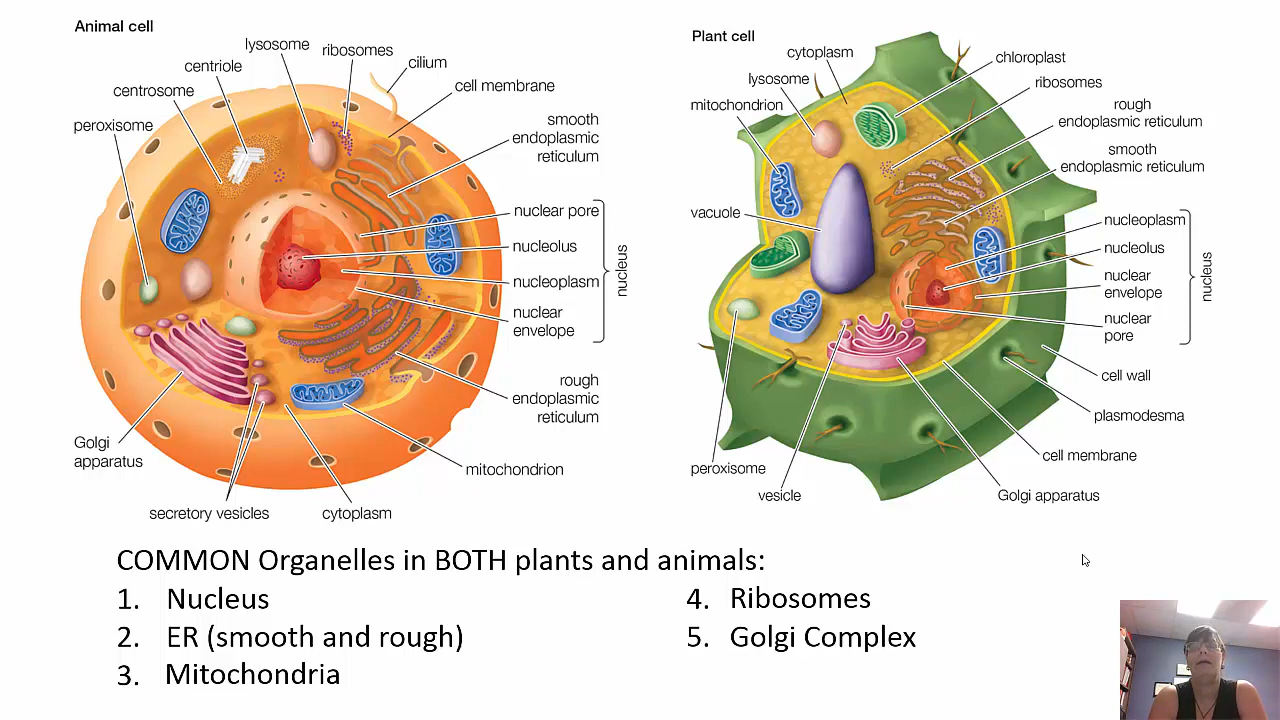 Animal cell
lysosome
ribosomes
centriole
cilium
centrosome
cell membrane
peroxisome
smooth
endoplasmic
reticulum
nuclear pore
nucleolus
nucleoplasm
nuclear
envelope
nucleus
rough
endoplasmic
reticulum
Golgi
apparatus
mitochondrion
secretory vesicles
cytoplasm
Plant cell
cytoplasm
chloroplast
lysosome
ribosomes
mitochondrion
rough
endoplasmic reticulum
smooth
endoplasmic reticulum
vacuole
nucleoplasm
nucleolus
nuclear
envelope
nuclear
pore
nucleus
cell wall
plasmodesma
cell membrane
peroxisome
vesicle
Golgi apparatus
COMMON Organelles in BOTH plants and animals:
1. Nucleus
2. ER (smooth and rough)
3. Mitochondria
4. Ribosomes
5. Golgi Complex